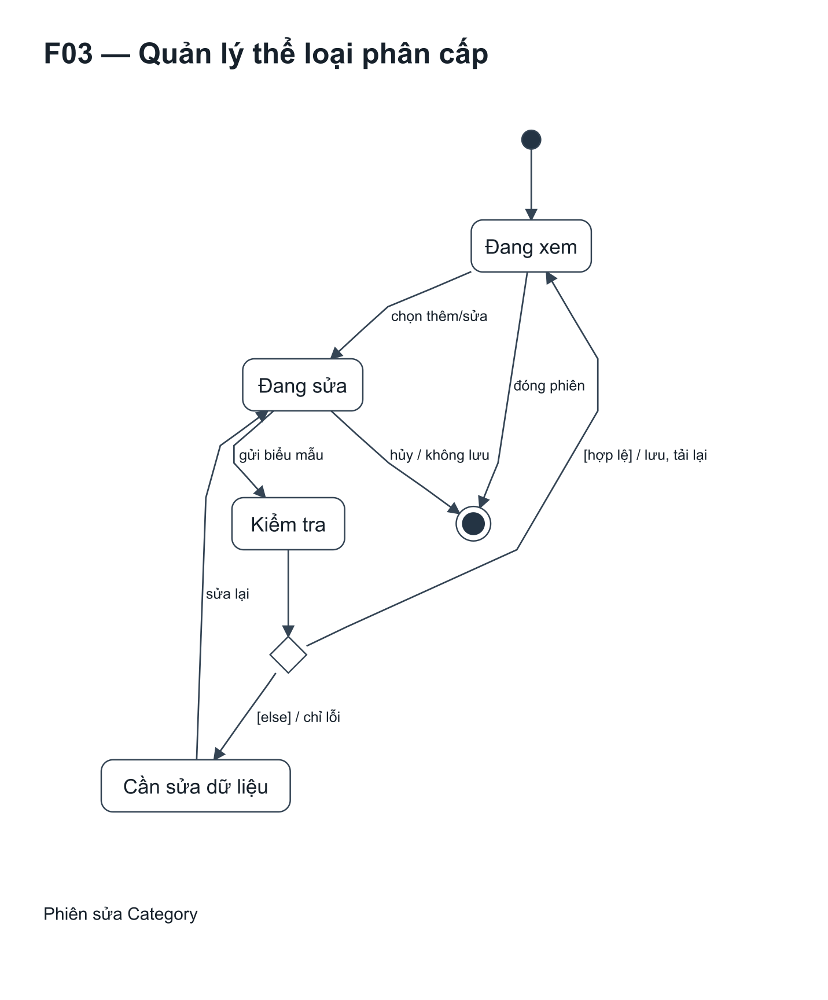 F03 — Quản lý thể loại phân cấp
Đang xem
chọn thêm/sửa
Đang sửa
đóng phiên
gửi biểu mẫu
hủy / không lưu
[hợp lệ] / lưu, tải lại
Kiểm tra
sửa lại
[else] / chỉ lỗi
Cần sửa dữ liệu
Phiên sửa Category